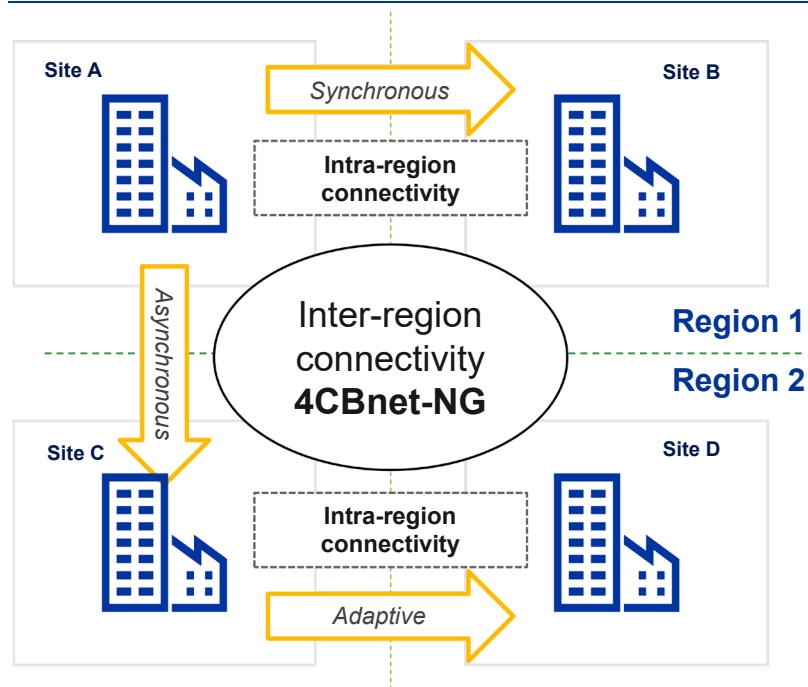 Site A
Synchronous
Site B
Intra-region
connectivity
Asynchronous
Inter-region
connectivity
4CBnet-NG
Region 1
Region 2
Site C
Site D
Intra-region
connectivity
Adaptive